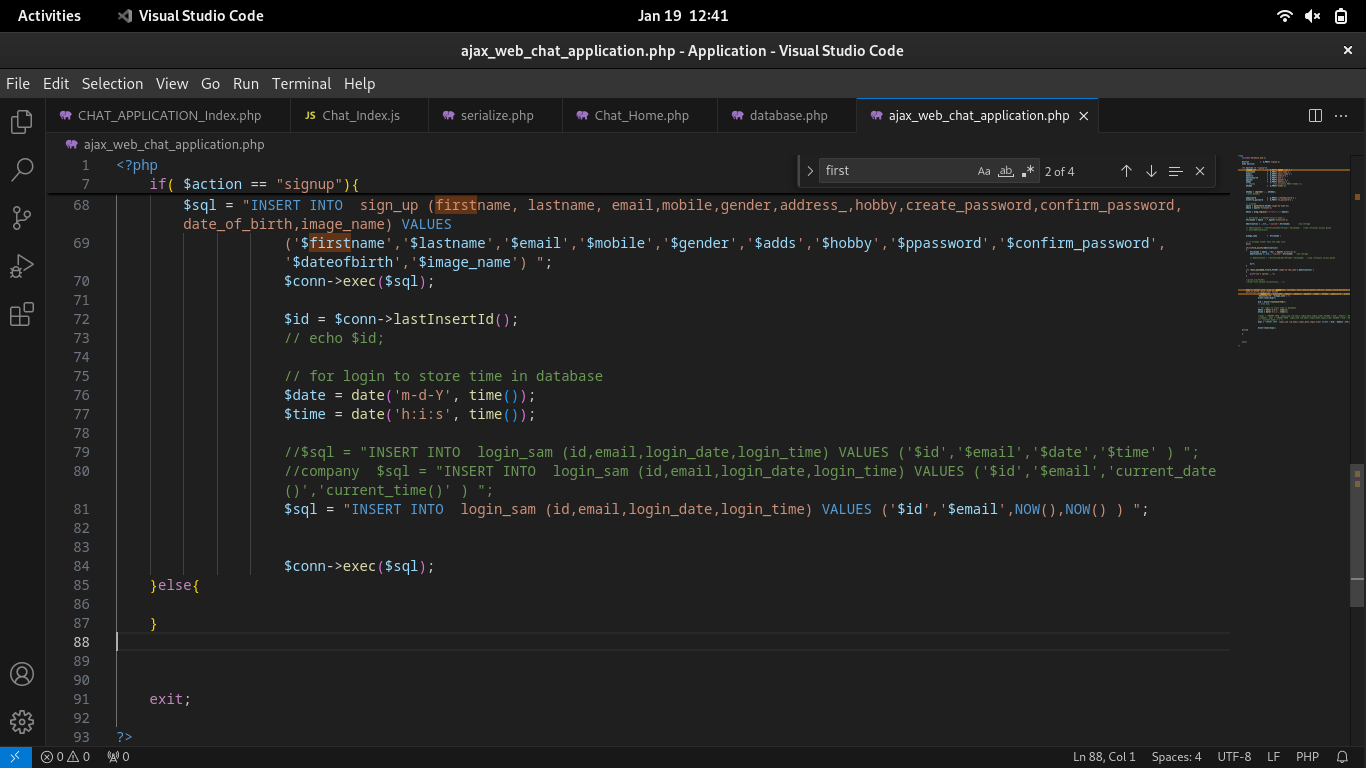 Activities Visual Studio Code Jan 19 12:41
ajax_web_chat_application.php - Application - Visual Studio Code
File Edit Selection View Go Run Terminal Help
CHAT_APPLICATION_Index.php JS Chat_Index.js serialize.php Chat_Home.php database.php ajax_web_chat_application.php
ajax_web_chat_application.php
first Aa ab 2 of 4
1 <?php
7 if( $action == "signup"){
68 $sql = "INSERT INTO  sign_up (firstname, lastname, email,mobile,gender,address_,hobby,create_password,confirm_password,
date_of_birth,image_name) VALUES
69 ('$firstname','$lastname','$email','$mobile','$gender','$adds','$hobby','$ppassword','$confirm_password',
'$dateofbirth','$image_name') ";
70 $conn->exec($sql);
71
72 $id = $conn->lastInsertId();
73 // echo $id;
74
75 // for login to store time in database
76 $date = date('m-d-Y', time());
77 $time = date('h:i:s', time());
78
79 //$sql = "INSERT INTO  login_sam (id,email,login_date,login_time) VALUES ('$id','$email','$date','$time' ) ";
80 //company  $sql = "INSERT INTO  login_sam (id,email,login_date,login_time) VALUES ('$id','$email','current_date
()','current_time()' ) ";
81 $sql = "INSERT INTO  login_sam (id,email,login_date,login_time) VALUES ('$id','$email',NOW(),NOW() ) ";
82
83
84 $conn->exec($sql);
85 }else{
86
87 }
88
89
90
91 exit;
92
93 ?>
0 0 0 Ln 88, Col 1 Spaces: 4 UTF-8 LF PHP